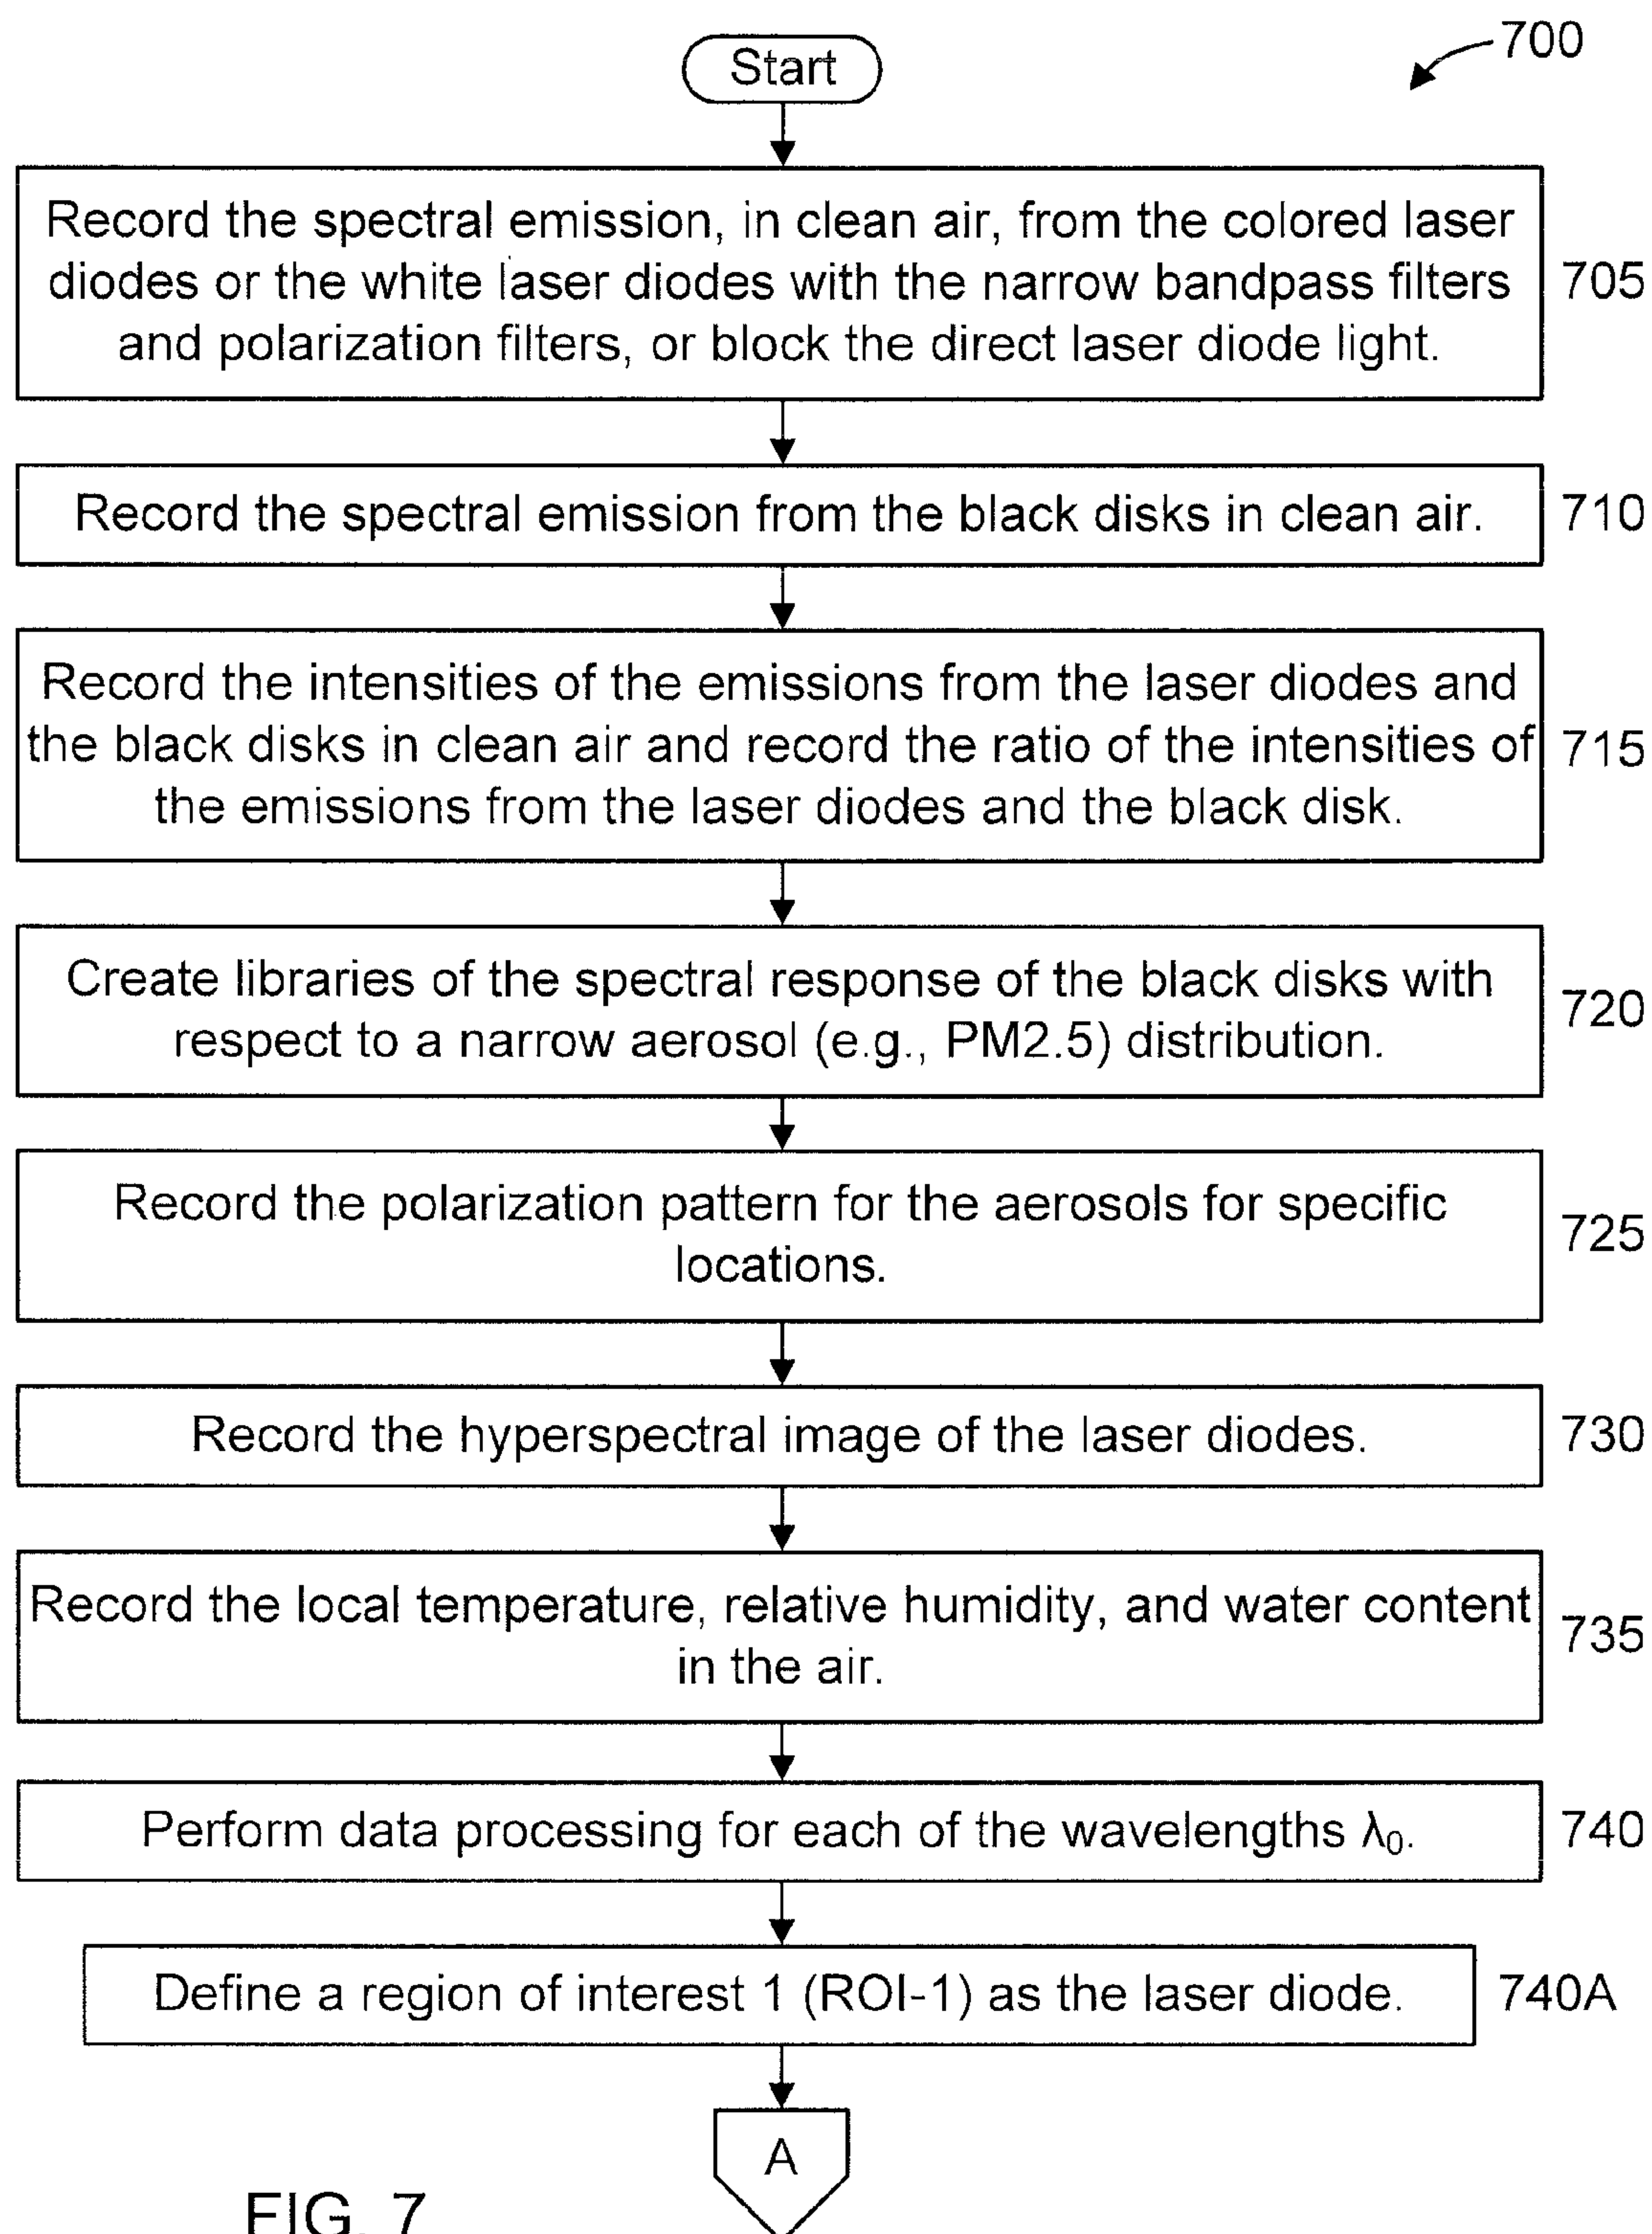 700
Start
Record the spectral emission, in clean air, from the colored laser
diodes or the white laser diodes with the narrow bandpass filters
and polarization filters, or block the direct laser diode light.
705
Record the spectral emission from the black disks in clean air.
710
Record the intensities of the emissions from the laser diodes and
the black disks in clean air and record the ratio of the intensities of
the emissions from the laser diodes and the black disk.
715
Create libraries of the spectral response of the black disks with
respect to a narrow aerosol (e.g., PM2.5) distribution.
720
Record the polarization pattern for the aerosols for specific
locations.
725
Record the hyperspectral image of the laser diodes.
730
Record the local temperature, relative humidity, and water content
in the air.
735
Perform data processing for each of the wavelengths λ₀.
740
Define a region of interest 1 (ROI-1) as the laser diode.
740A
A
FIG. 7